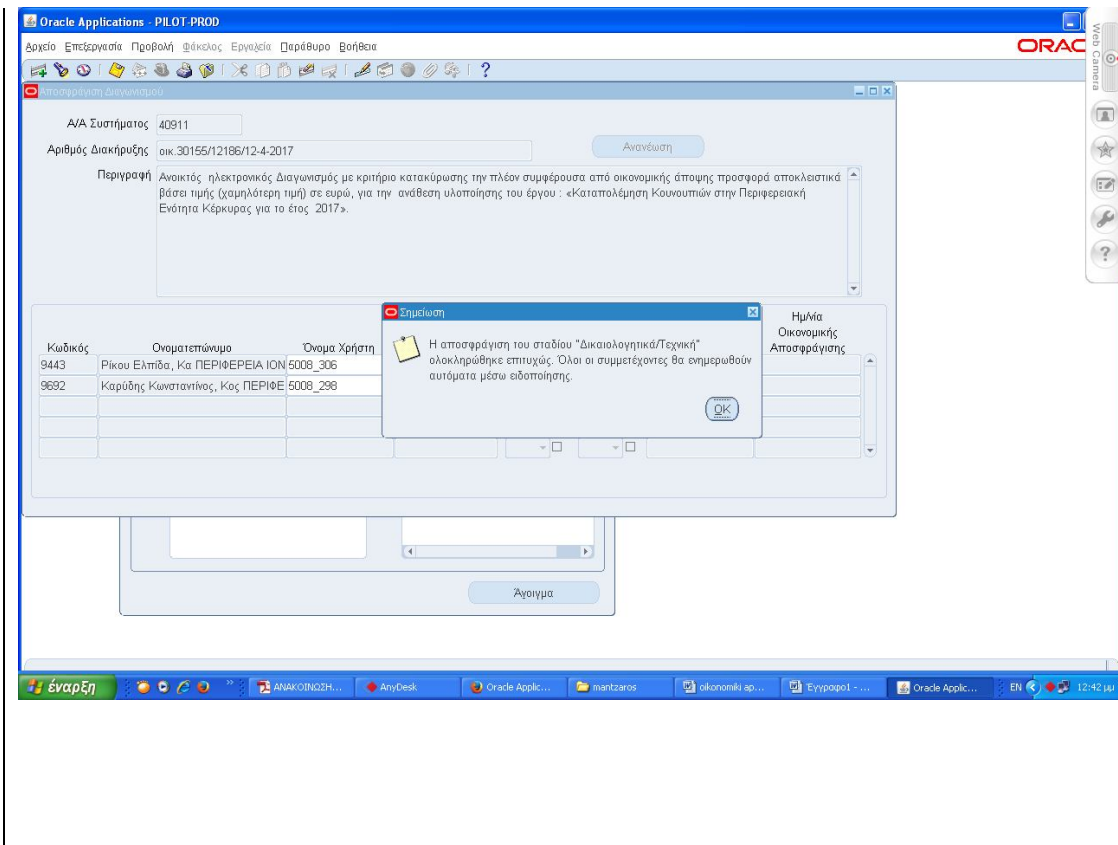 Oracle Applications - PILOT-PROD
Αρχείο Επεξεργασία Προβολή Φάκελος Εργαλεία Παράθυρο Βοήθεια
ORAC
Web Camera
Αποσφράγιση Διαγωνισμού
Α/Α Συστήματος 40911
Αριθμός Διακήρυξης οικ.30155/12186/12-4-2017
Ανανέωση
Περιγραφή Ανοικτός ηλεκτρονικός Διαγωνισμός με κριτήριο κατακύρωσης την πλέον συμφέρουσα από οικονομικής άποψης προσφορά αποκλειστικά
βάσει τιμής (χαμηλότερη τιμή) σε ευρώ, για την ανάθεση υλοποίησης του έργου : «Καταπολέμηση Κουνουπιών στην Περιφερειακή
Ενότητα Κέρκυρας για το έτος 2017».
Σημείωση
Η αποσφράγιση του σταδίου "Δικαιολογητικά/Τεχνική"
ολοκληρώθηκε επιτυχώς. Όλοι οι συμμετέχοντες θα ενημερωθούν
αυτόματα μέσω ειδοποίησης.
OK
Ημ/νία
Οικονομικής
Κωδικός Ονοματεπώνυμο Όνομα Χρήστη Αποσφράγισης
9443 Ρίκου Ελπίδα, Κα ΠΕΡΙΦΕΡΕΙΑ ΙΟΝ 5008_306
9692 Καρύδης Κωνσταντίνος, Κος ΠΕΡΙΦΕ 5008_298
Άνοιγμα
έναρξη
ΑΝΑΚΟΙΝΩΣΗ...
AnyDesk
Oracle Applic...
mantzaros
oikonomiki ap...
Έγγραφο1 - ...
Oracle Applic...
EN
12:42 μμ